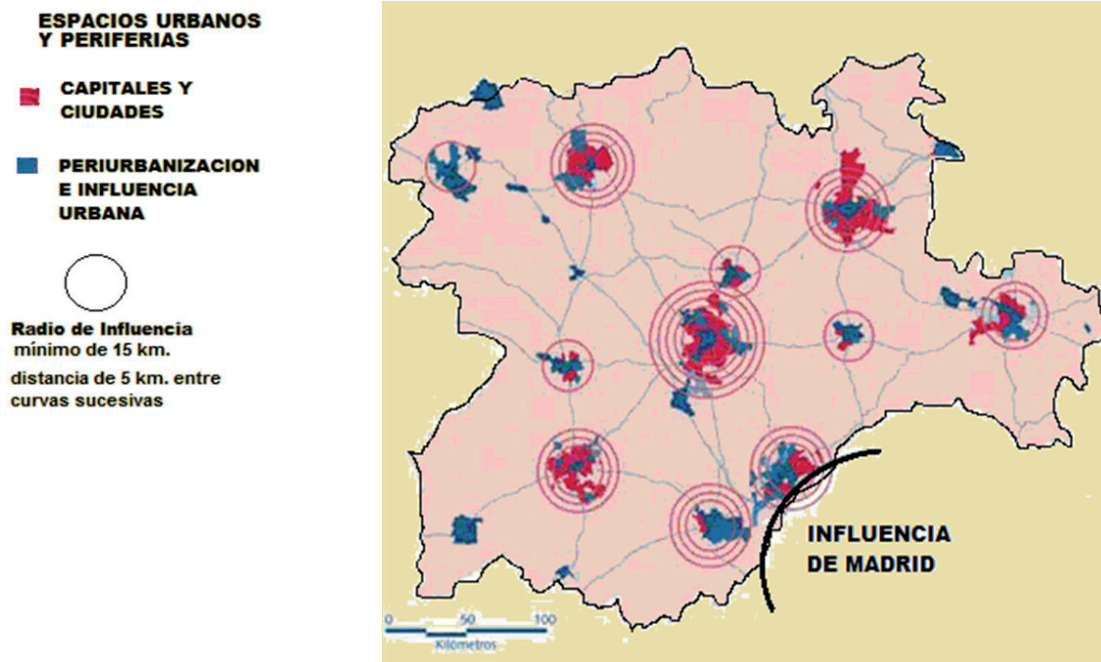 ESPACIOS URBANOS
Y PERIFERIAS
CAPITALES Y
CIUDADES
PERIURBANIZACION
E INFLUENCIA
URBANA
Radio de Influencia
mínimo de 15 km.
distancia de 5 km. entre
curvas sucesivas
INFLUENCIA
DE MADRID
0 50 100
Kilómetros